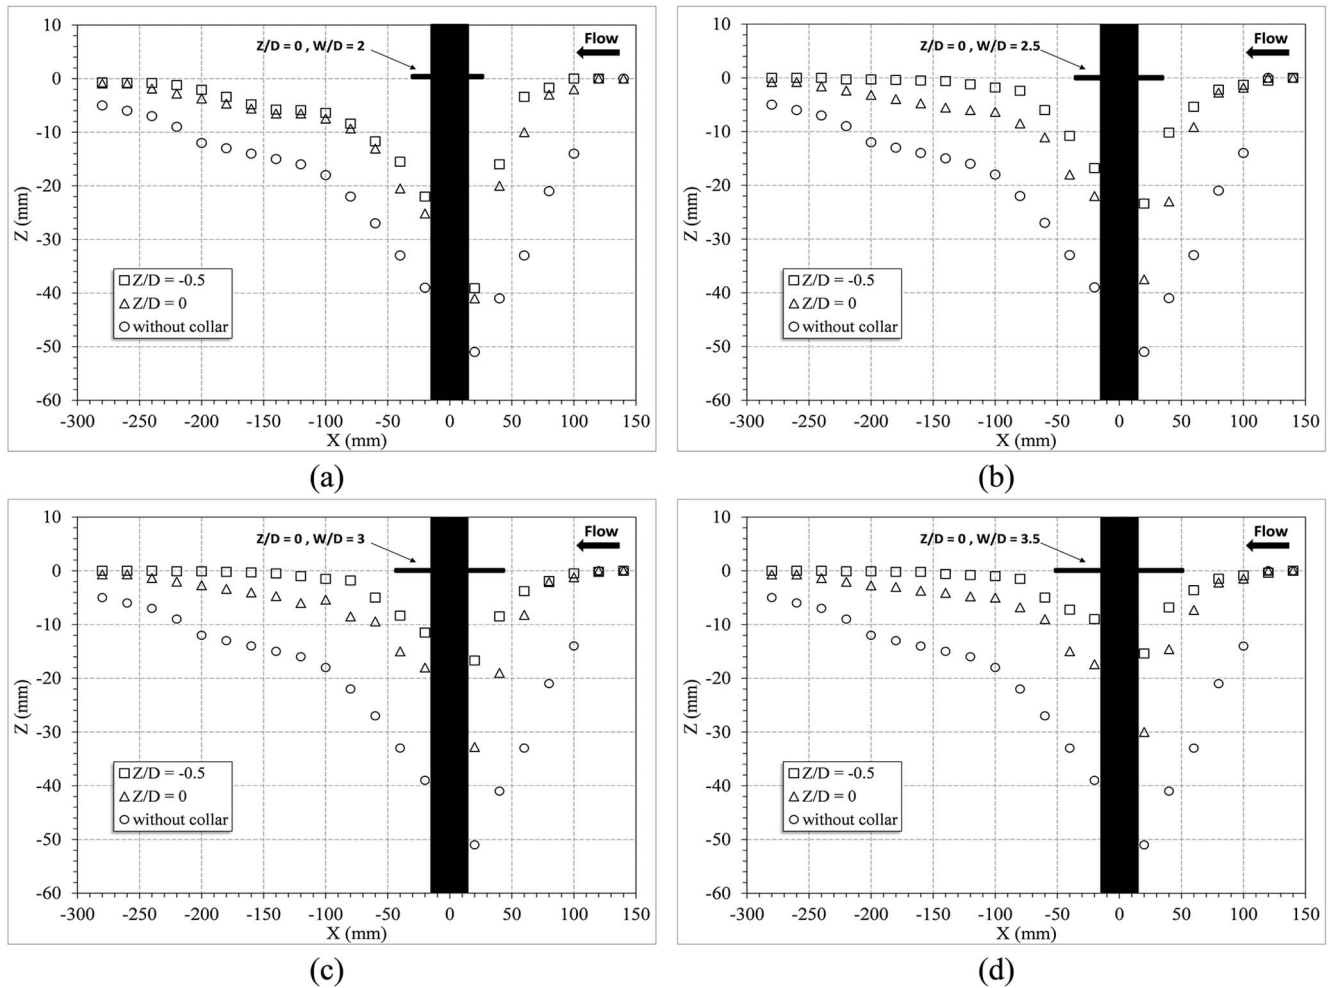 10
0
-10
-20
-30
-40
-50
-60
Z (mm)
Z/D = 0 , W/D = 2
Flow
Z/D = -0.5
Z/D = 0
without collar
-300 -250 -200 -150 -100 -50 0 50 100 150
X (mm)
(a)
10
0
-10
-20
-30
-40
-50
-60
Z (mm)
Z/D = 0 , W/D = 2.5
Flow
Z/D = -0.5
Z/D = 0
without collar
-300 -250 -200 -150 -100 -50 0 50 100 150
X (mm)
(b)
10
0
-10
-20
-30
-40
-50
-60
Z (mm)
Z/D = 0 , W/D = 3
Flow
Z/D = -0.5
Z/D = 0
without collar
-300 -250 -200 -150 -100 -50 0 50 100 150
X (mm)
(c)
10
0
-10
-20
-30
-40
-50
-60
Z (mm)
Z/D = 0 , W/D = 3.5
Flow
Z/D = -0.5
Z/D = 0
without collar
-300 -250 -200 -150 -100 -50 0 50 100 150
X (mm)
(d)